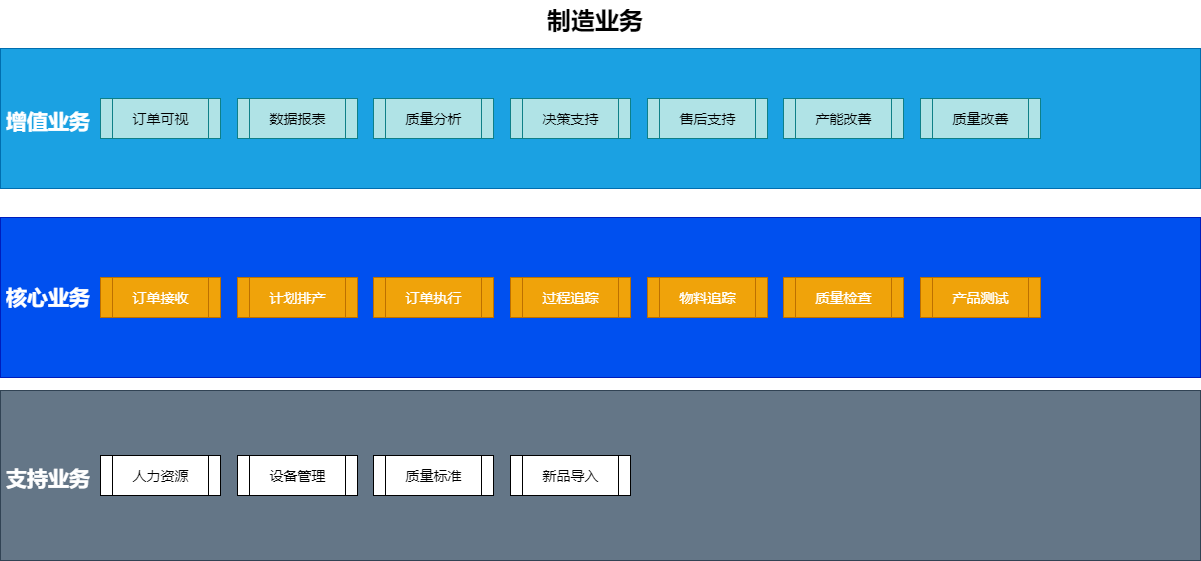 制造业务
增值业务
订单可视
数据报表
质量分析
决策支持
售后支持
产能改善
质量改善
核心业务
订单接收
计划排产
订单执行
过程追踪
物料追踪
质量检查
产品测试
支持业务
人力资源
设备管理
质量标准
新品导入